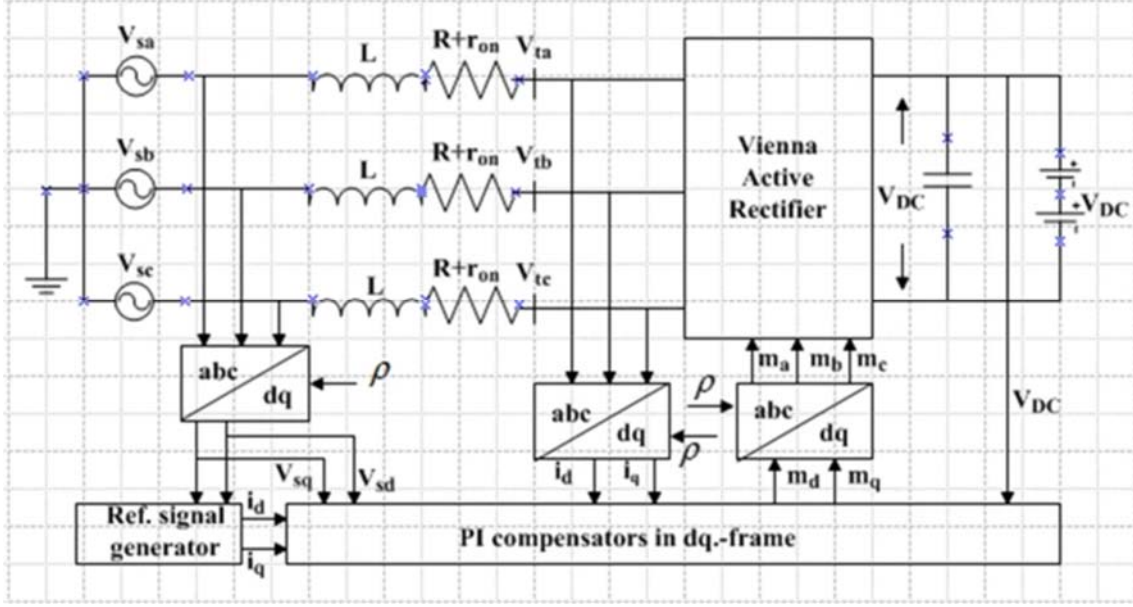 Vsa
L
R+ron
Vta
Vsb
L
R+ron
Vtb
Vsc
L
R+ron
Vtc
Vienna
Active
Rectifier
VDC
+
-
+
-
VDC
abc
dq
ρ
abc
dq
ρ
ρ
ma
mb
mc
abc
dq
VDC
Vsq
Vsd
id
iq
md
mq
Ref. signal
generator
id
iq
PI compensators in dq.-frame